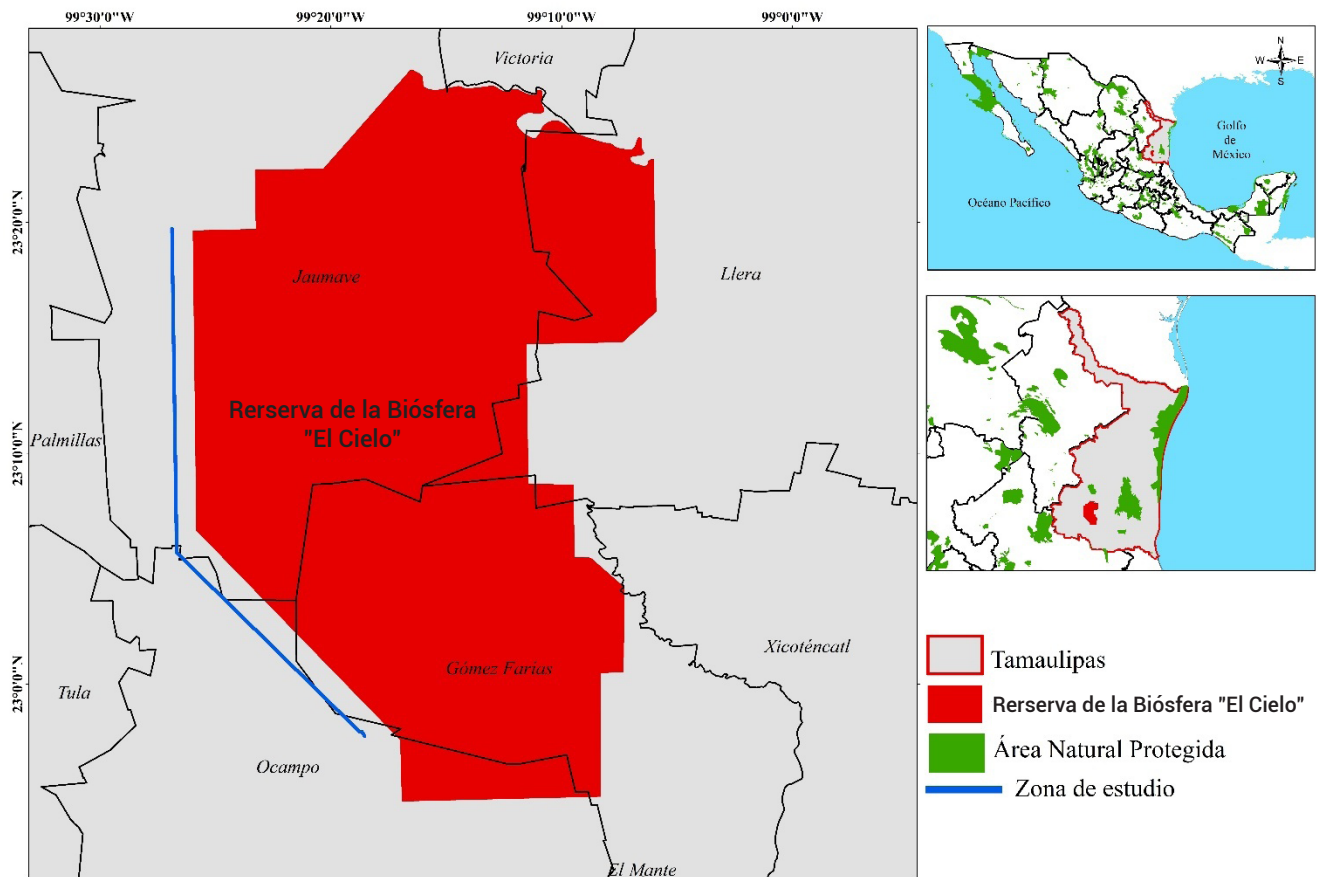 99°30'0"W
99°20'0"W
99°10'0"W
99°0'0"W
23°20'0"N
23°10'0"N
23°0'0"N
Victoria
Jaumave
Llera
Rerserva de la Biósfera
"El Cielo"
Palmillas
Xicoténcatl
Gómez Farías
Tula
Ocampo
El Mante
N
W
E
S
Golfo
de
México
Océano Pacífico
Tamaulipas
Rerserva de la Biósfera "El Cielo"
Área Natural Protegida
Zona de estudio